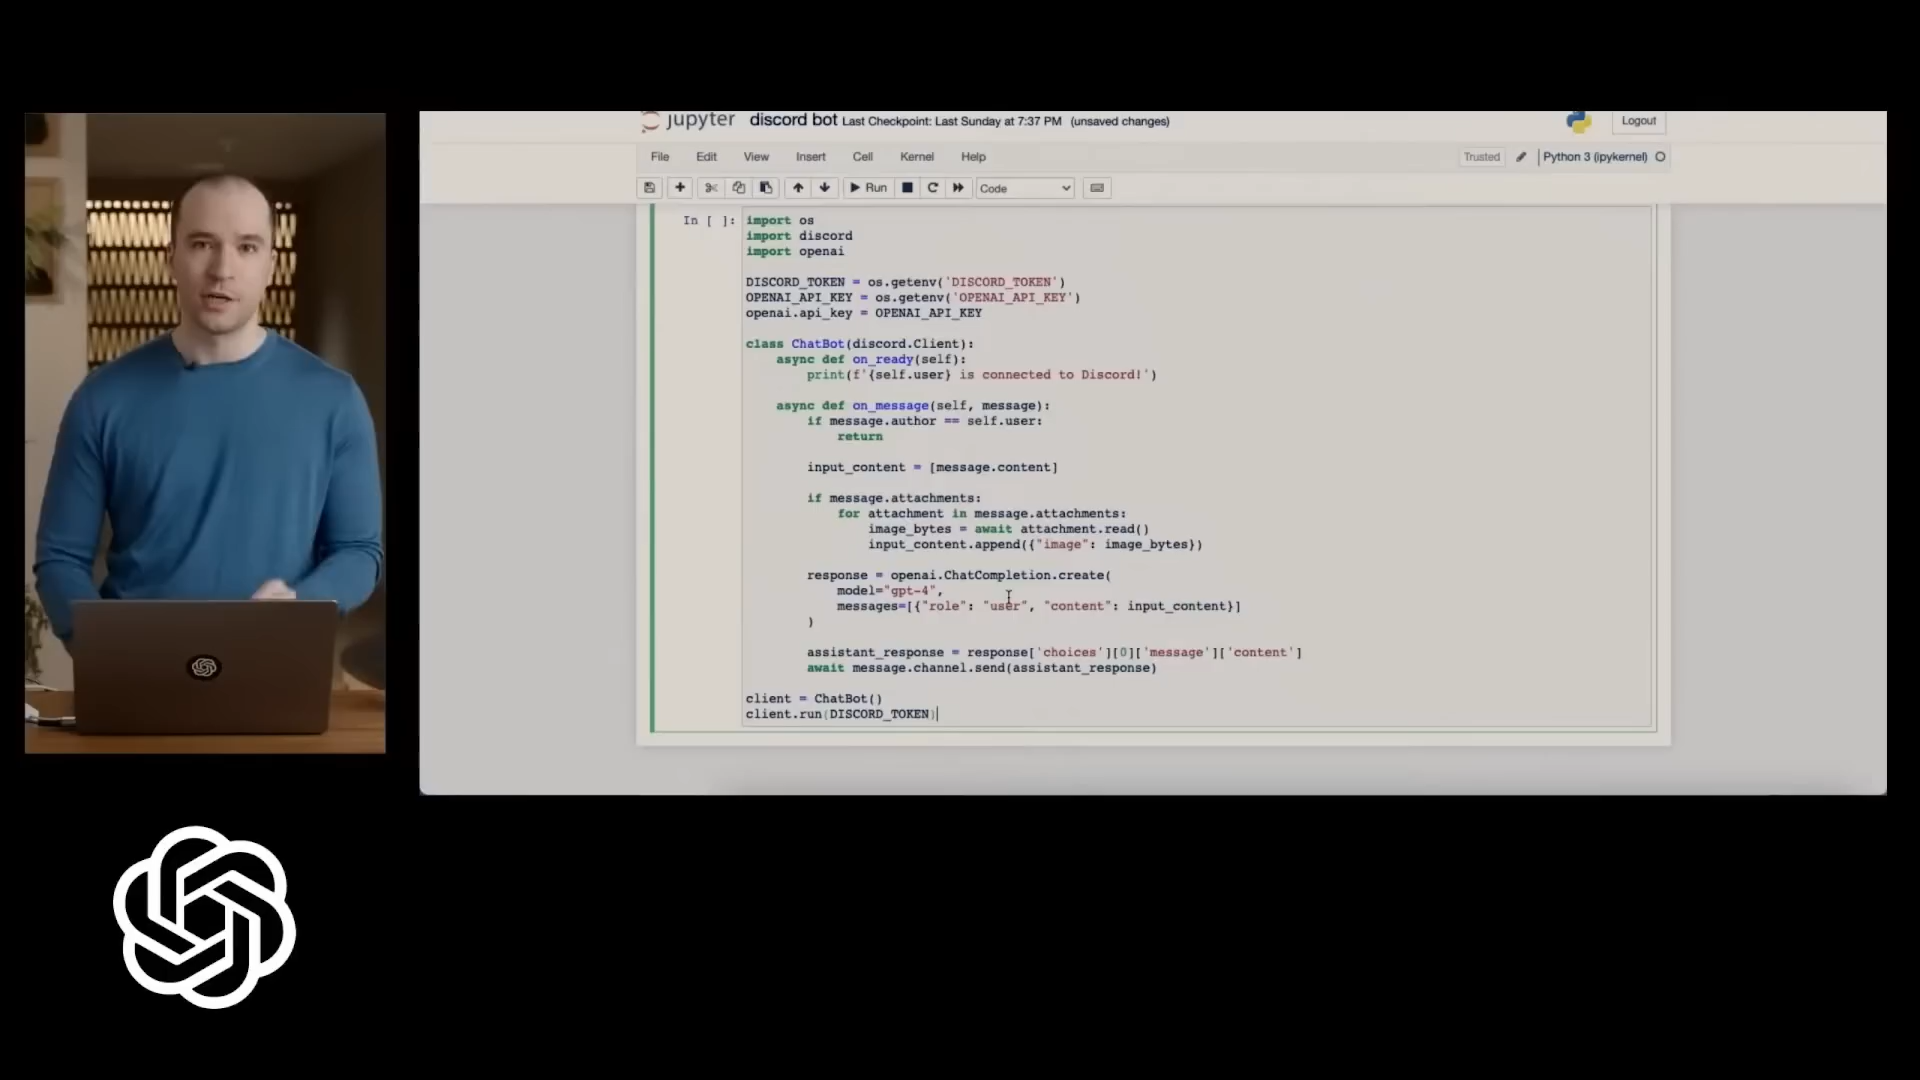 jupyter discord bot Last Checkpoint: Last Sunday at 7:37 PM (unsaved changes) Logout
File Edit View Insert Cell Kernel Help Trusted Python 3 (ipykernel)
Run Code
In [ ]: import os
import discord
import openai
DISCORD_TOKEN = os.getenv('DISCORD_TOKEN')
OPENAI_API_KEY = os.getenv('OPENAI_API_KEY')
openai.api_key = OPENAI_API_KEY
class ChatBot(discord.Client):
async def on_ready(self):
print(f'{self.user} is connected to Discord!')
async def on_message(self, message):
if message.author == self.user:
return
input_content = [message.content]
if message.attachments:
for attachment in message.attachments:
image_bytes = await attachment.read()
input_content.append({"image": image_bytes})
response = openai.ChatCompletion.create(
model="gpt-4",
messages=[{"role": "user", "content": input_content}]
)
assistant_response = response['choices'][0]['message']['content']
await message.channel.send(assistant_response)
client = ChatBot()
client.run(DISCORD_TOKEN)